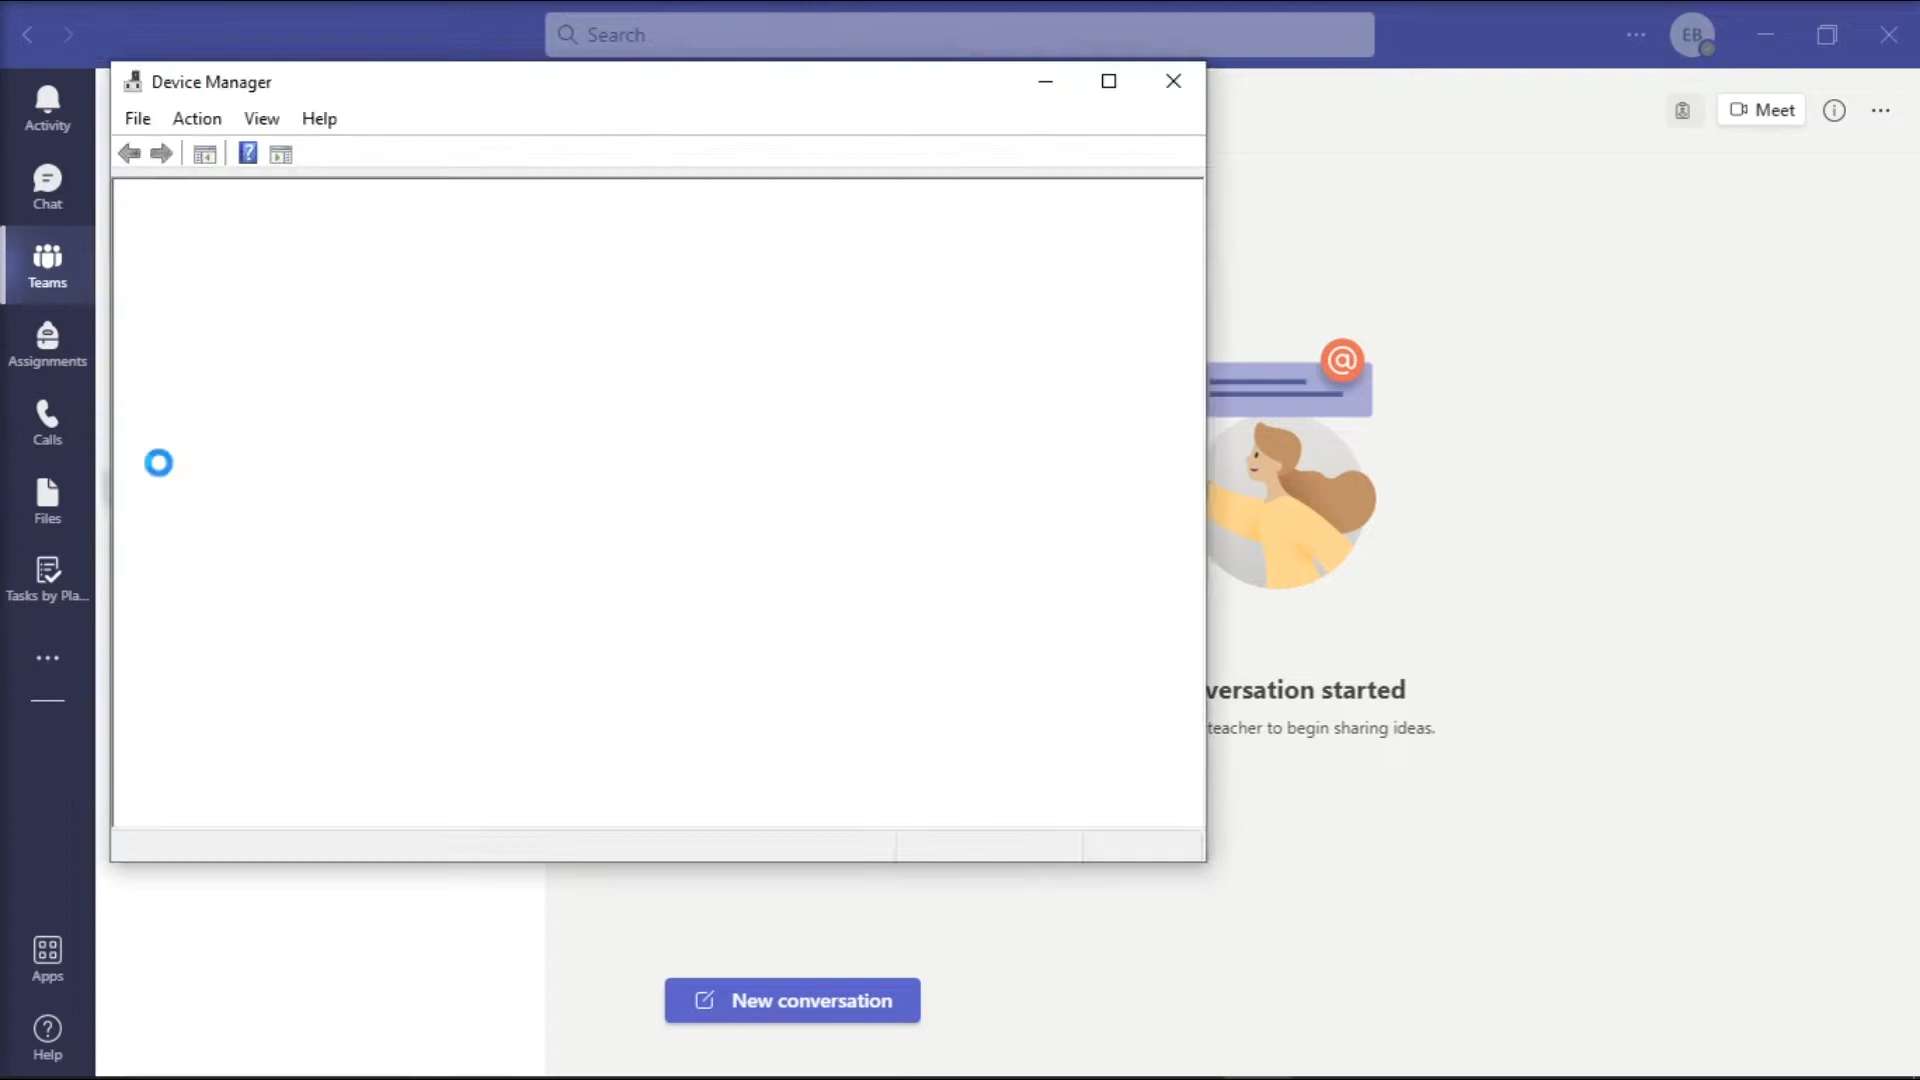 Search
EB
Device Manager
File Action View Help
?
Meet
Activity
Chat
Teams
Assignments
Calls
Files
Tasks by Pla...
Apps
Help
@
versation started
teacher to begin sharing ideas.
New conversation